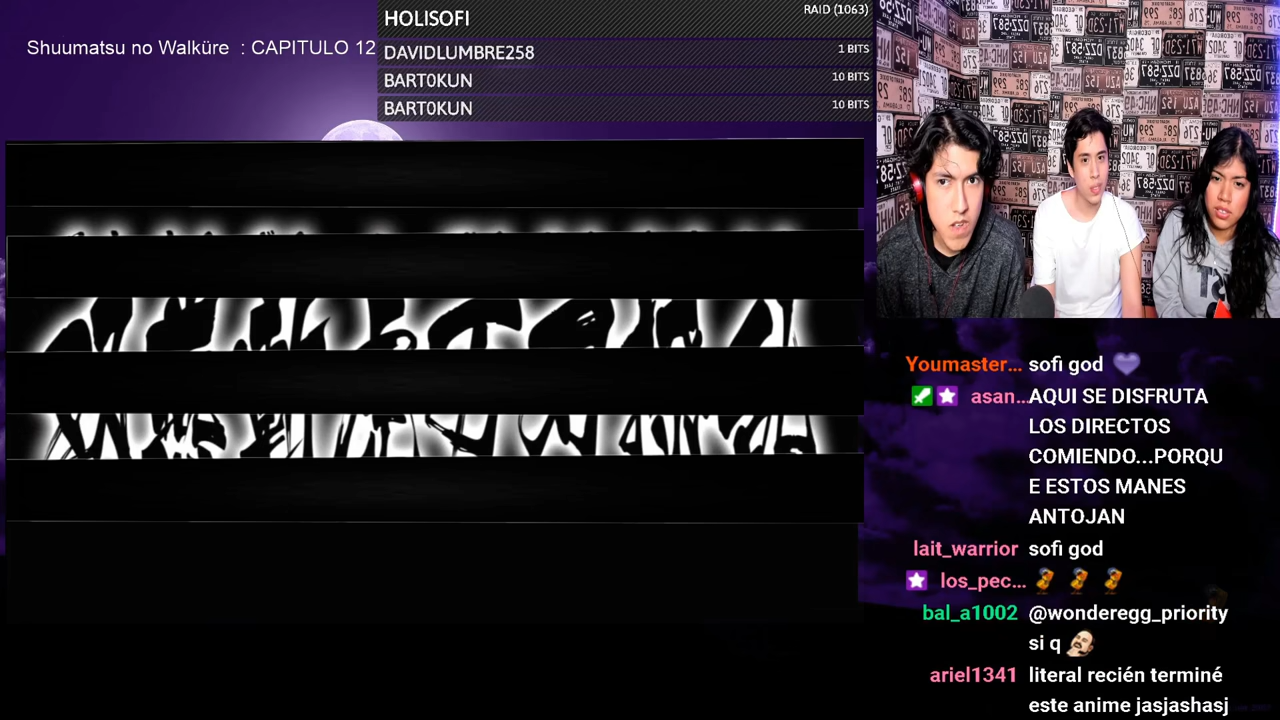 Shuumatsu no Walküre : CAPITULO 12
HOLISOFI
RAID (1063)
DAVIDLUMBRE258
1 BITS
BART0KUN
10 BITS
BART0KUN
10 BITS
Youmaster... sofi god
asan... AQUI SE DISFRUTA
LOS DIRECTOS
COMIENDO...PORQU
E ESTOS MANES
ANTOJAN
lait_warrior sofi god
los_pec...
bal_a1002 @wonderegg_priority
si q
ariel1341 literal recién terminé
este anime jasjashasj